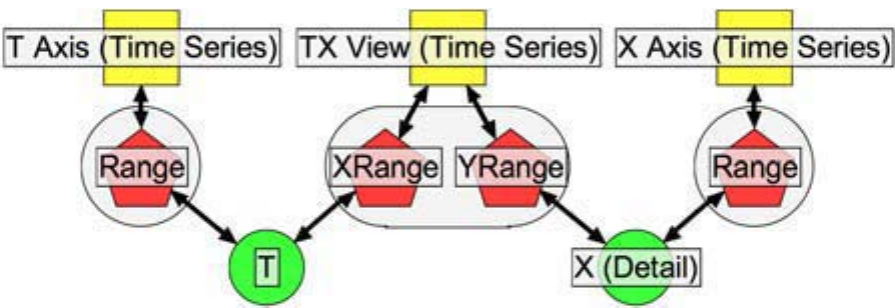 T Axis (Time Series)
TX View (Time Series)
X Axis (Time Series)
Range
XRange
YRange
Range
T
X (Detail)